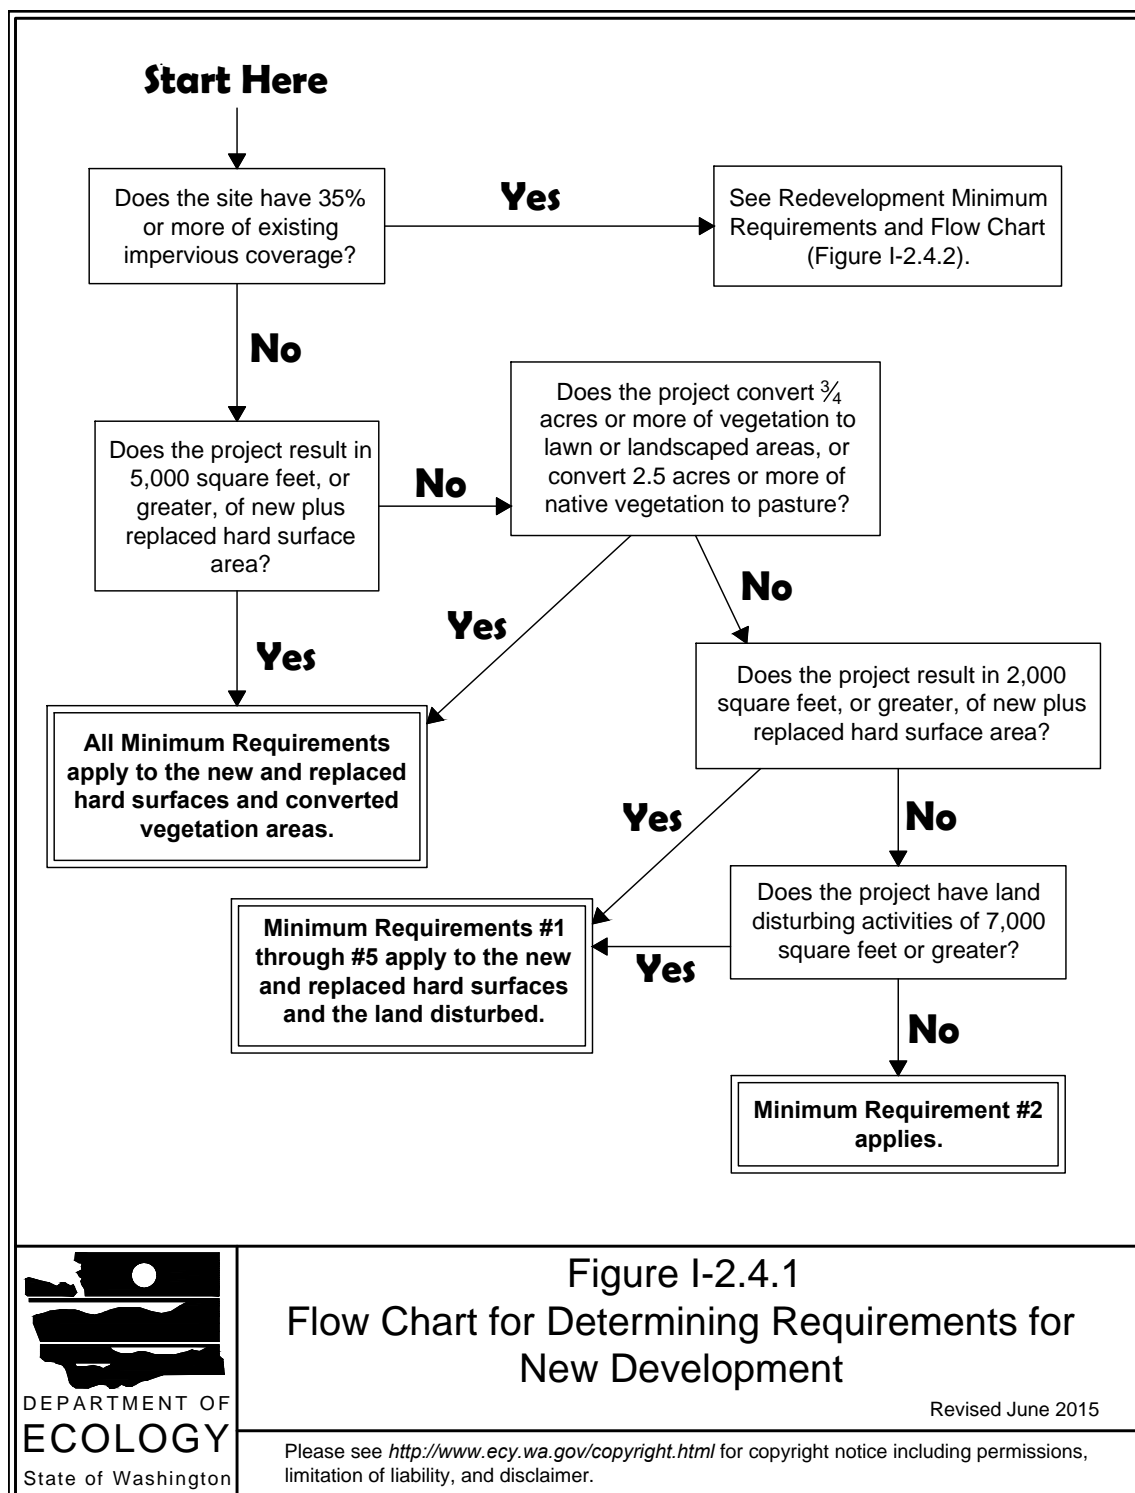 Start Here
Does the site have 35%
or more of existing
impervious coverage?
Yes
See Redevelopment Minimum
Requirements and Flow Chart
(Figure I-2.4.2).
No
Does the project result in
5,000 square feet, or
greater, of new plus
replaced hard surface
area?
No
Does the project convert ¾
acres or more of vegetation to
lawn or landscaped areas, or
convert 2.5 acres or more of
native vegetation to pasture?
Yes
Yes
No
All Minimum Requirements
apply to the new and replaced
hard surfaces and converted
vegetation areas.
Does the project result in 2,000
square feet, or greater, of new plus
replaced hard surface area?
Yes
No
Minimum Requirements #1
through #5 apply to the new
and replaced hard surfaces
and the land disturbed.
Yes
Does the project have land
disturbing activities of 7,000
square feet or greater?
No
Minimum Requirement #2
applies.
DEPARTMENT OF
ECOLOGY
State of Washington
Figure I-2.4.1
Flow Chart for Determining Requirements for
New Development
Revised June 2015
Please see http://www.ecy.wa.gov/copyright.html for copyright notice including permissions,
limitation of liability, and disclaimer.